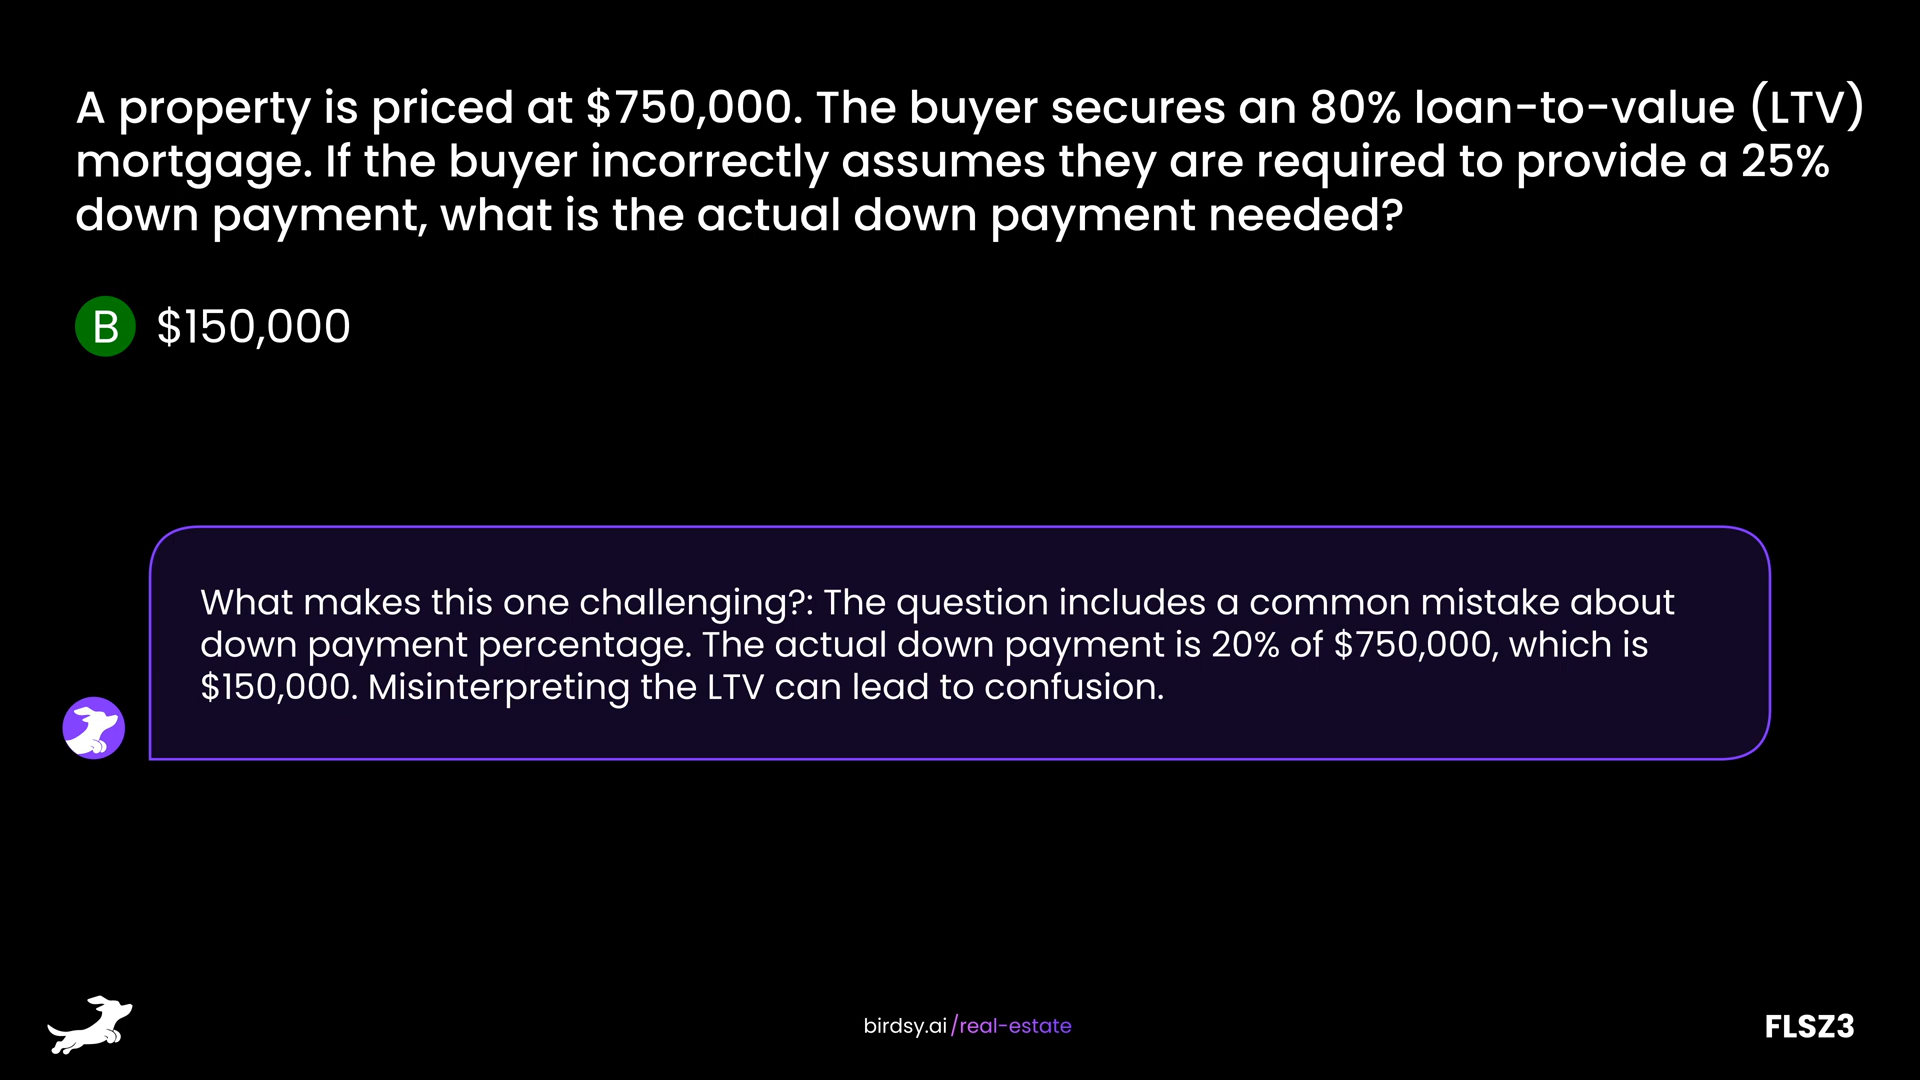 A property is priced at $750,000. The buyer secures an 80% loan-to-value (LTV)
mortgage. If the buyer incorrectly assumes they are required to provide a 25%
down payment, what is the actual down payment needed?
B $150,000
What makes this one challenging?: The question includes a common mistake about
down payment percentage. The actual down payment is 20% of $750,000, which is
$150,000. Misinterpreting the LTV can lead to confusion.
birdsy.ai/real-estate
FLSZ3